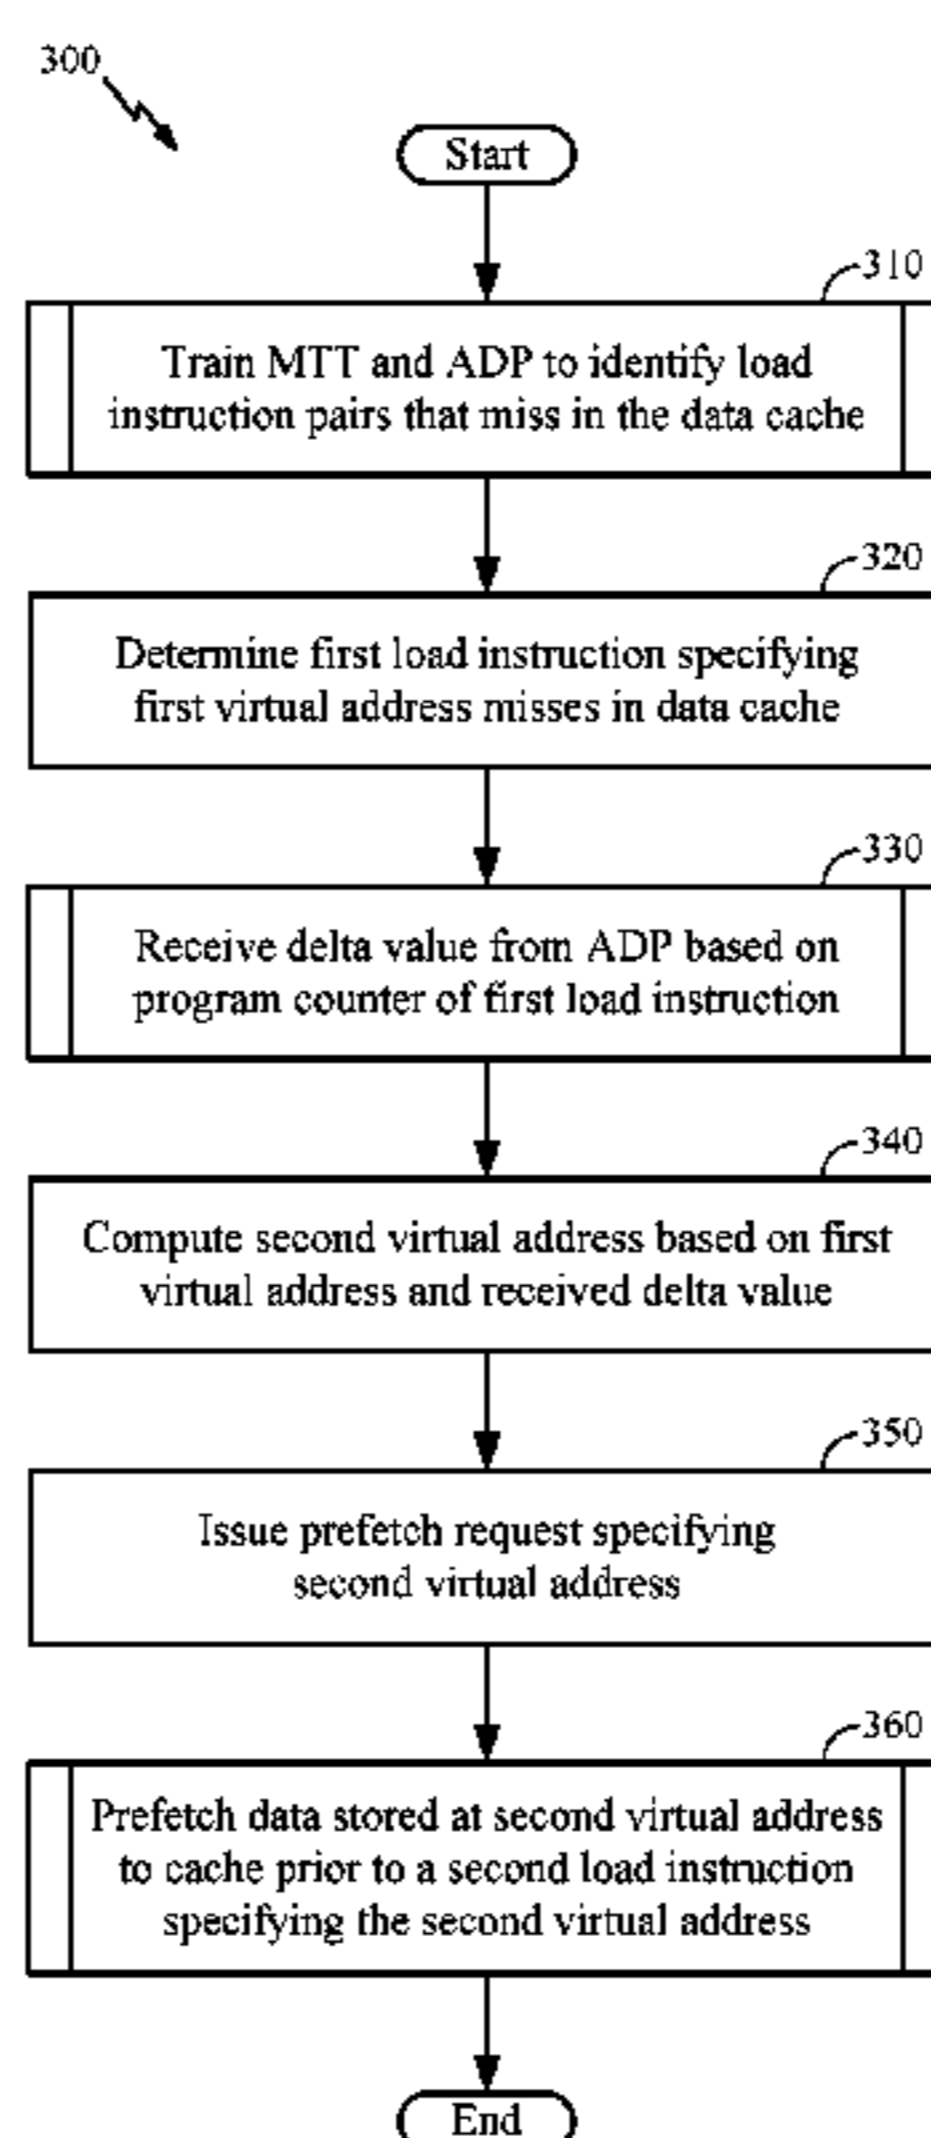 300
Start
310
Train MTT and ADP to identify load
instruction pairs that miss in the data cache
320
Determine first load instruction specifying
first virtual address misses in data cache
330
Receive delta value from ADP based on
program counter of first load instruction
340
Compute second virtual address based on first
virtual address and received delta value
350
Issue prefetch request specifying
second virtual address
360
Prefetch data stored at second virtual address
to cache prior to a second load instruction
specifying the second virtual address
End